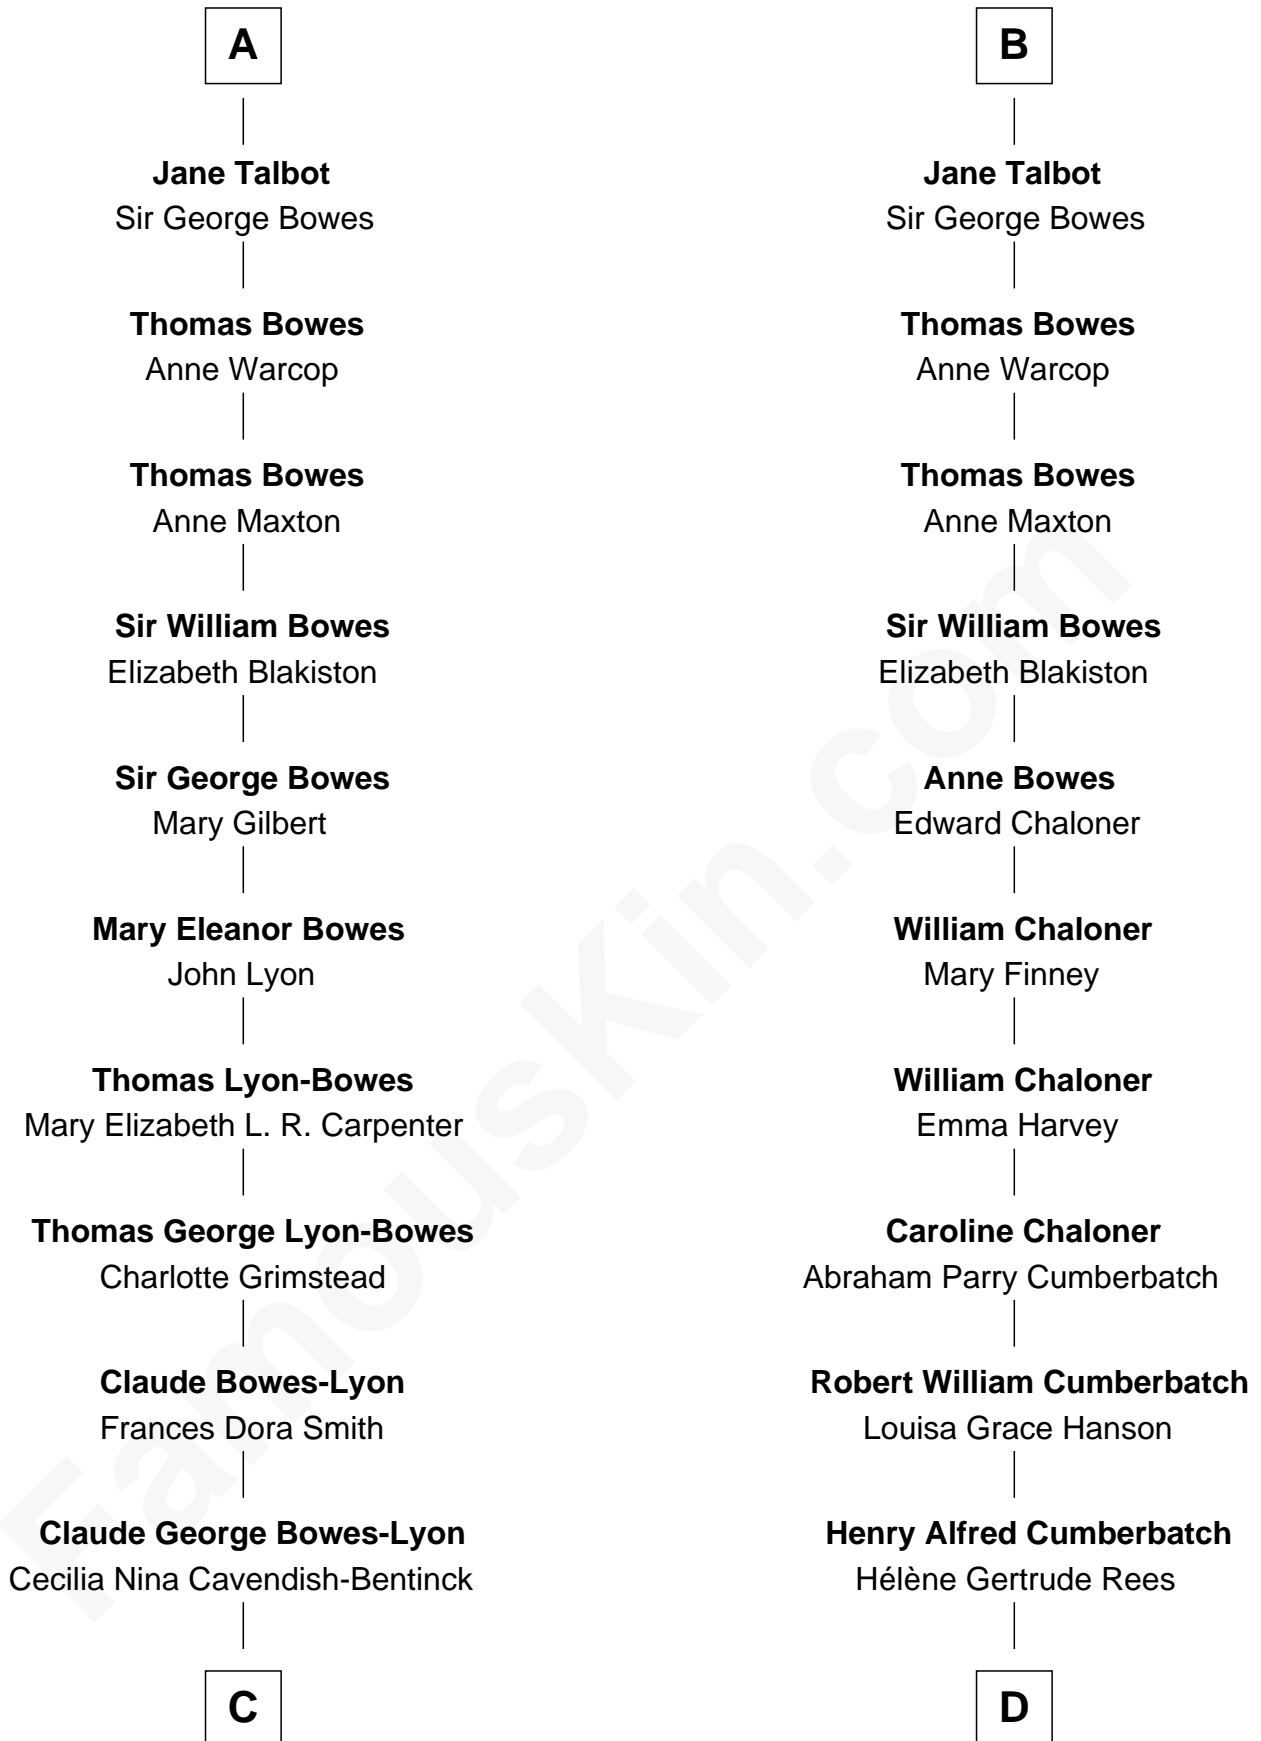 A
Jane Talbot
Sir George Bowes
Thomas Bowes
Anne Warcop
Thomas Bowes
Anne Maxton
Sir William Bowes
Elizabeth Blakiston
Sir George Bowes
Mary Gilbert
Mary Eleanor Bowes
John Lyon
Thomas Lyon-Bowes
Mary Elizabeth L. R. Carpenter
Thomas George Lyon-Bowes
Charlotte Grimstead
Claude Bowes-Lyon
Frances Dora Smith
Claude George Bowes-Lyon
Cecilia Nina Cavendish-Bentinck
C
B
Jane Talbot
Sir George Bowes
Thomas Bowes
Anne Warcop
Thomas Bowes
Anne Maxton
Sir William Bowes
Elizabeth Blakiston
Anne Bowes
Edward Chaloner
William Chaloner
Mary Finney
William Chaloner
Emma Harvey
Caroline Chaloner
Abraham Parry Cumberbatch
Robert William Cumberbatch
Louisa Grace Hanson
Henry Alfred Cumberbatch
Hélène Gertrude Rees
D
FamousKin.com